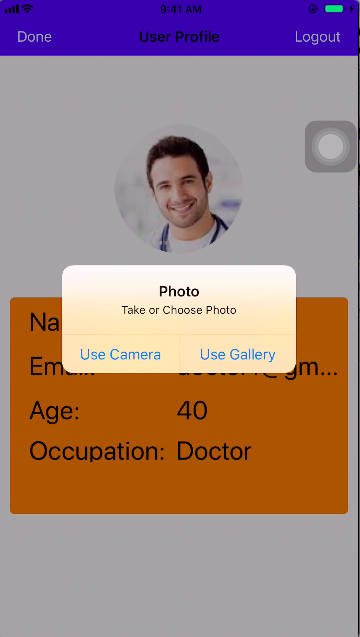 9:41 AM
Done User Profile Logout
Photo
Take or Choose Photo
Use Camera Use Gallery
Age: 40
Occupation: Doctor